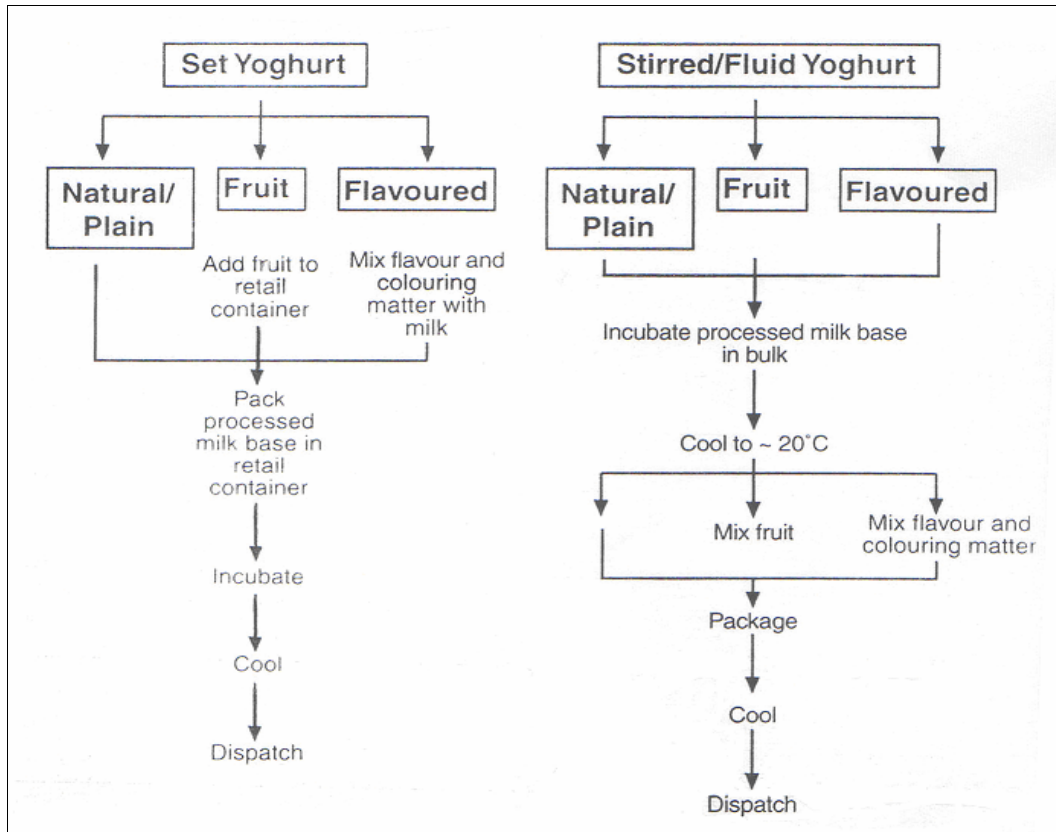 Set Yoghurt
Natural/
Plain
Fruit
Flavoured
Add fruit to
retail
container
Mix flavour and
colouring
matter with
milk
Pack
processed
milk base in
retail
container
Incubate
Cool
Dispatch
Stirred/Fluid Yoghurt
Natural/
Plain
Fruit
Flavoured
Incubate processed milk base
in bulk
Cool to ~ 20°C
Mix fruit
Mix flavour and
colouring matter
Package
Cool
Dispatch